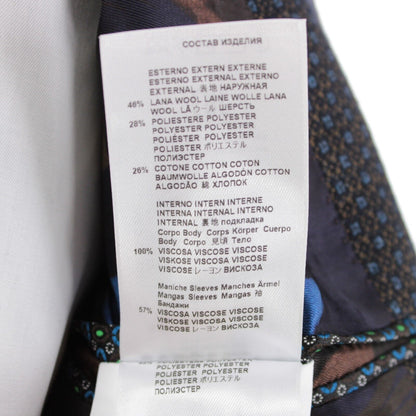 СОСТАВ ИЗДЕЛИЯ
ESTERNO EXTERN EXTERNE
ESTERNO EXTERNAL EXTERNO
EXTERNAL 表地 НАРУЖНАЯ
46% LANA WOOL LAINE WOLLE LANA
WOOL LÃ ウール ШЕРСТЬ
28% POLIESTERE POLYESTER
POLYESTER POLYESTER
POLIÉSTER POLYESTER
POLIÉSTER ポリエステル
ПОЛИЭСТЕР
26% COTONE COTTON COTON
BAUMWOLLE ALGODÓN COTTON
ALGODÃO 綿 ХЛОПОК
INTERNO INTERN INTERNE
INTERNO INTERNAL INTERNO
INTERNAL 裏地 подкладка
Corpo Body Corps Körper Cuerpo
Body Corpo 見頃 Тело
100% VISCOSA VISCOSE VISCOSE
VISKOSE VISCOSA VISCOSE
VISCOSE レーヨン ВИСКОЗА
Maniche Sleeves Manches Ärmel
Mangas Sleeves Mangas 袖
Бандажи
57% VISCOSA VISCOSE VISCOSE
VISKOSE VISCOSA VISCOSE
VISCOSE レーヨン ВИСКОЗА
POLYESTER POLYESTER
POLIÉSTER POLYESTER
POLIÉSTER ポリエステル
ПОЛИЭСТЕР